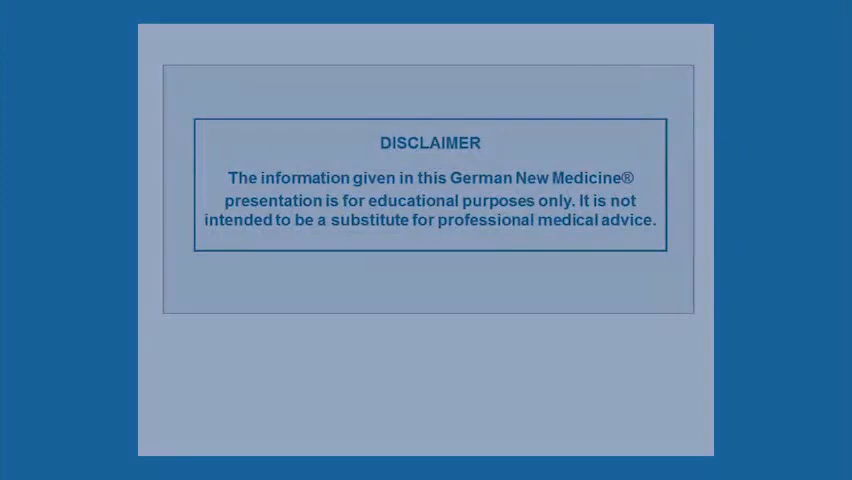 DISCLAIMER
The information given in this German New Medicine®
presentation is for educational purposes only. It is not
intended to be a substitute for professional medical advice.